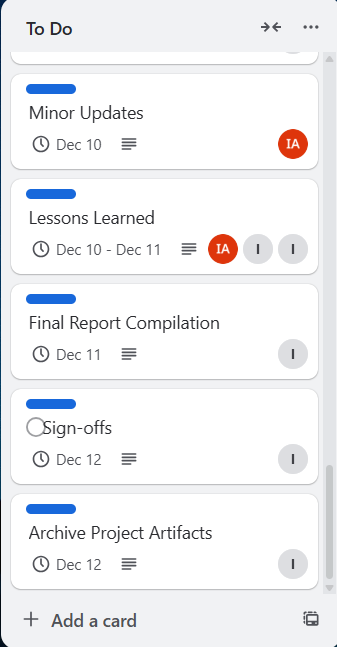 To Do
Minor Updates
Dec 10
IA
Lessons Learned
Dec 10 - Dec 11
IA I I
Final Report Compilation
Dec 11
I
Sign-offs
Dec 12
I
Archive Project Artifacts
Dec 12
I
Add a card